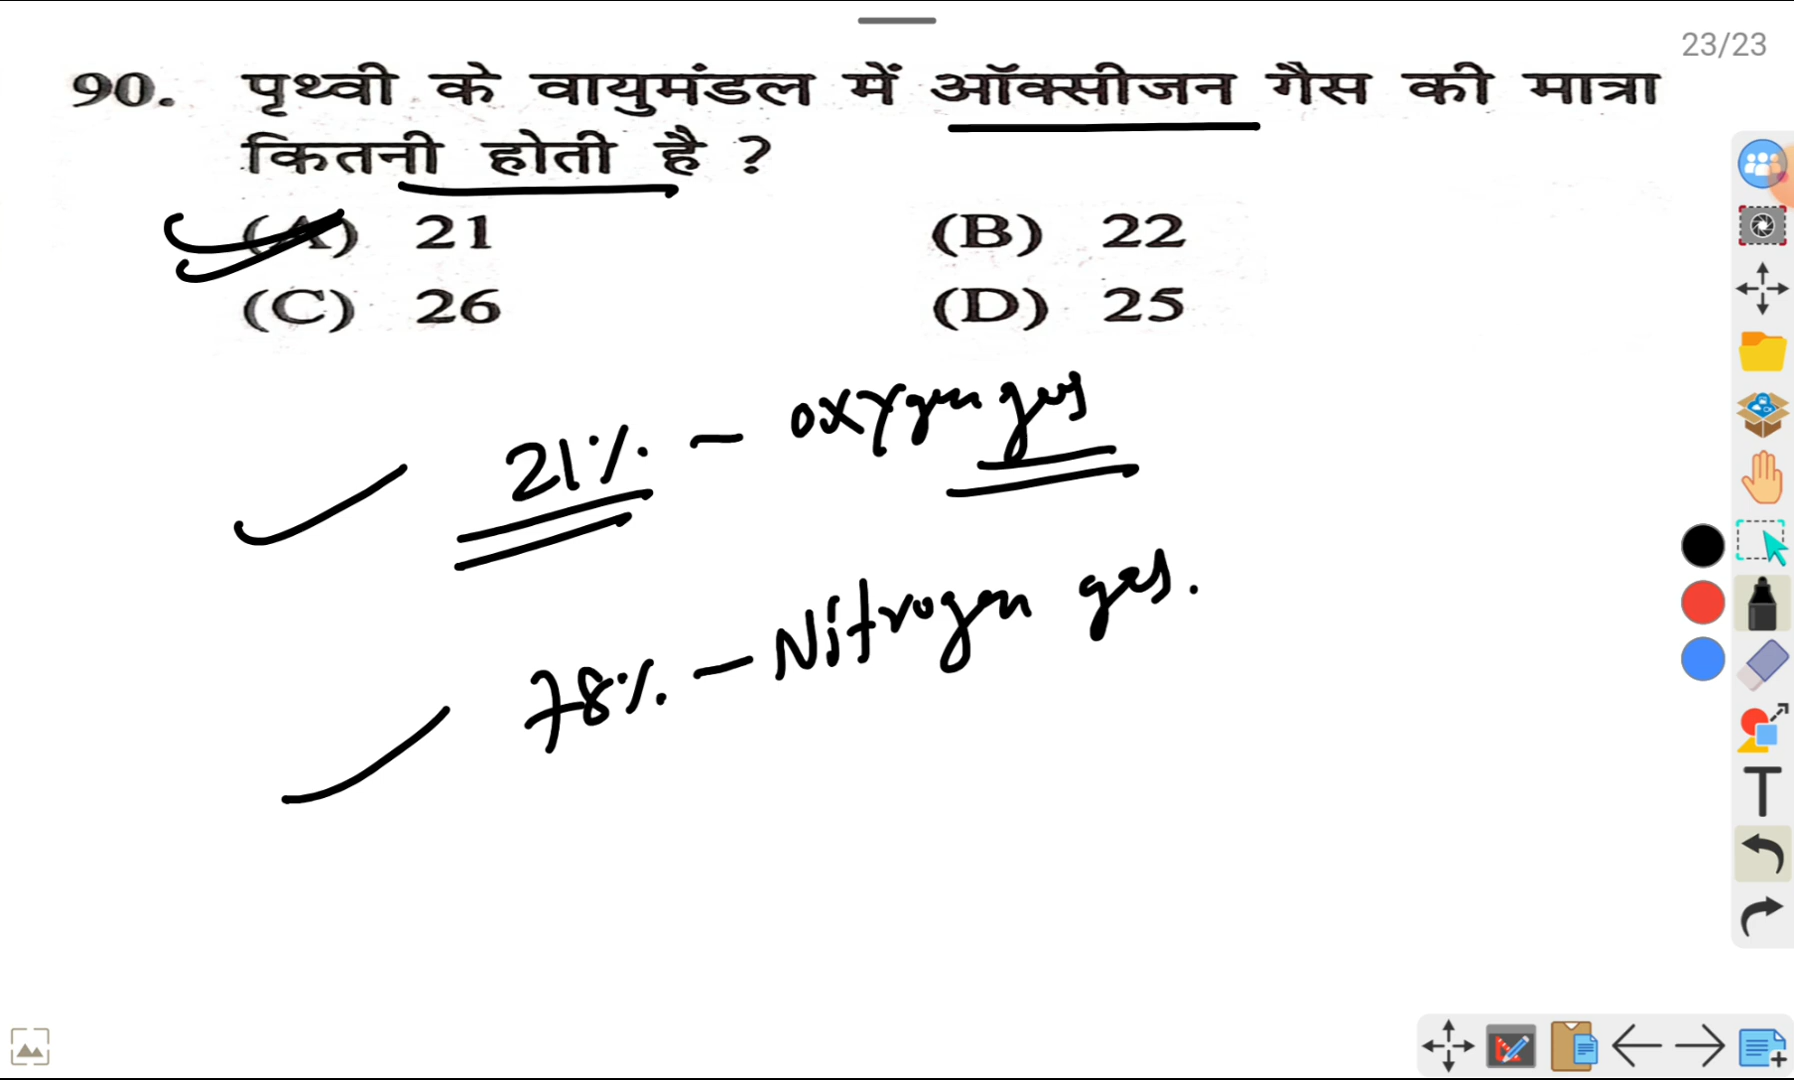 23/23
90. पृथ्वी के वायुमंडल में ऑक्सीजन गैस की मात्रा
कितनी होती है ?
(A) 21 (B) 22
(C) 26 (D) 25
21% - oxygen gas
78% - Nitrogen gas.